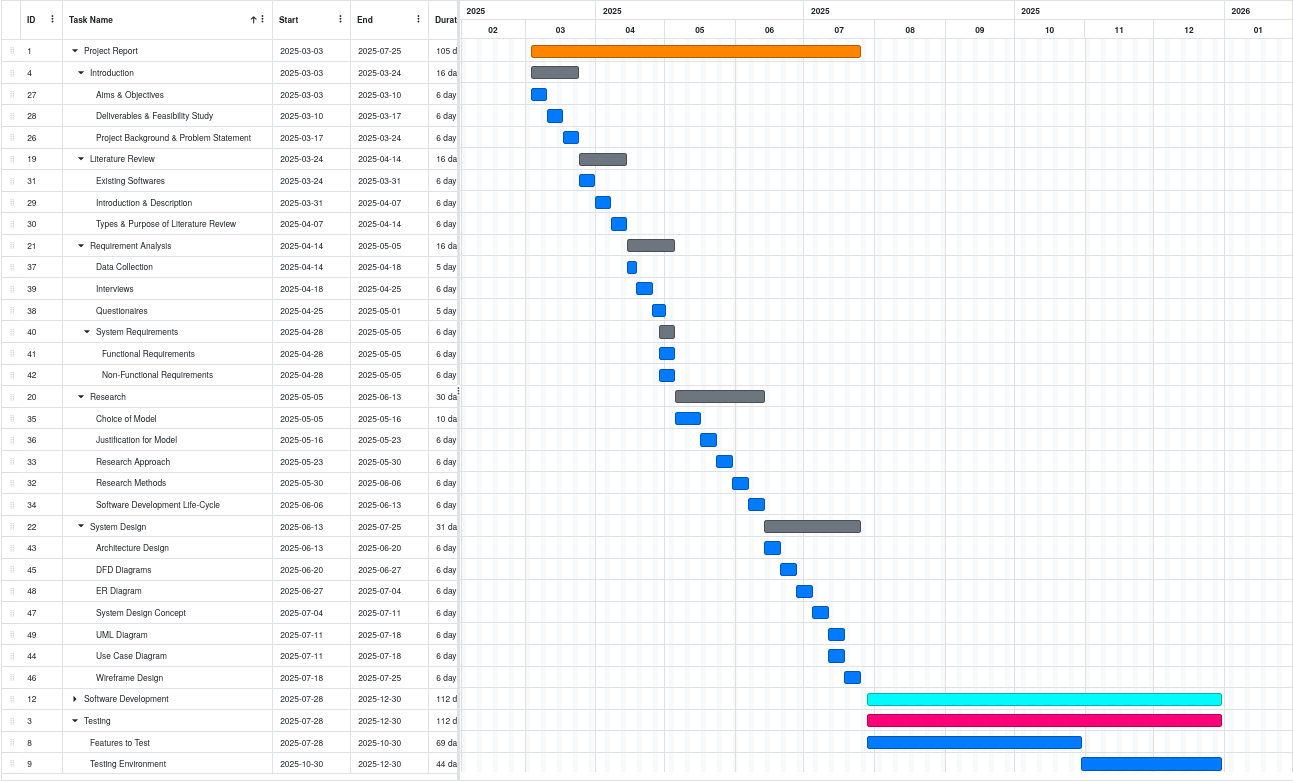 ID Task Name Start End Durat 2025 2025 2025 2025 2026
02 03 04 05 06 07 08 09 10 11 12 01
1 Project Report 2025-03-03 2025-07-25 105 d
4 Introduction 2025-03-03 2025-03-24 16 da
27 Aims & Objectives 2025-03-03 2025-03-10 6 day
28 Deliverables & Feasibility Study 2025-03-10 2025-03-17 6 day
26 Project Background & Problem Statement 2025-03-17 2025-03-24 6 day
19 Literature Review 2025-03-24 2025-04-14 16 da
31 Existing Softwares 2025-03-24 2025-03-31 6 day
29 Introduction & Description 2025-03-31 2025-04-07 6 day
30 Types & Purpose of Literature Review 2025-04-07 2025-04-14 6 day
21 Requirement Analysis 2025-04-14 2025-05-05 16 da
37 Data Collection 2025-04-14 2025-04-18 5 day
39 Interviews 2025-04-18 2025-04-25 6 day
38 Questionaires 2025-04-25 2025-05-01 5 day
40 System Requirements 2025-04-28 2025-05-05 6 day
41 Functional Requirements 2025-04-28 2025-05-05 6 day
42 Non-Functional Requirements 2025-04-28 2025-05-05 6 day
20 Research 2025-05-05 2025-06-13 30 da
35 Choice of Model 2025-05-05 2025-05-16 10 da
36 Justification for Model 2025-05-16 2025-05-23 6 day
33 Research Approach 2025-05-23 2025-05-30 6 day
32 Research Methods 2025-05-30 2025-06-06 6 day
34 Software Development Life-Cycle 2025-06-06 2025-06-13 6 day
22 System Design 2025-06-13 2025-07-25 31 da
43 Architecture Design 2025-06-13 2025-06-20 6 day
45 DFD Diagrams 2025-06-20 2025-06-27 6 day
48 ER Diagram 2025-06-27 2025-07-04 6 day
47 System Design Concept 2025-07-04 2025-07-11 6 day
49 UML Diagram 2025-07-11 2025-07-18 6 day
44 Use Case Diagram 2025-07-11 2025-07-18 6 day
46 Wireframe Design 2025-07-18 2025-07-25 6 day
12 Software Development 2025-07-28 2025-12-30 112 d
3 Testing 2025-07-28 2025-12-30 112 d
8 Features to Test 2025-07-28 2025-10-30 69 da
9 Testing Environment 2025-10-30 2025-12-30 44 da